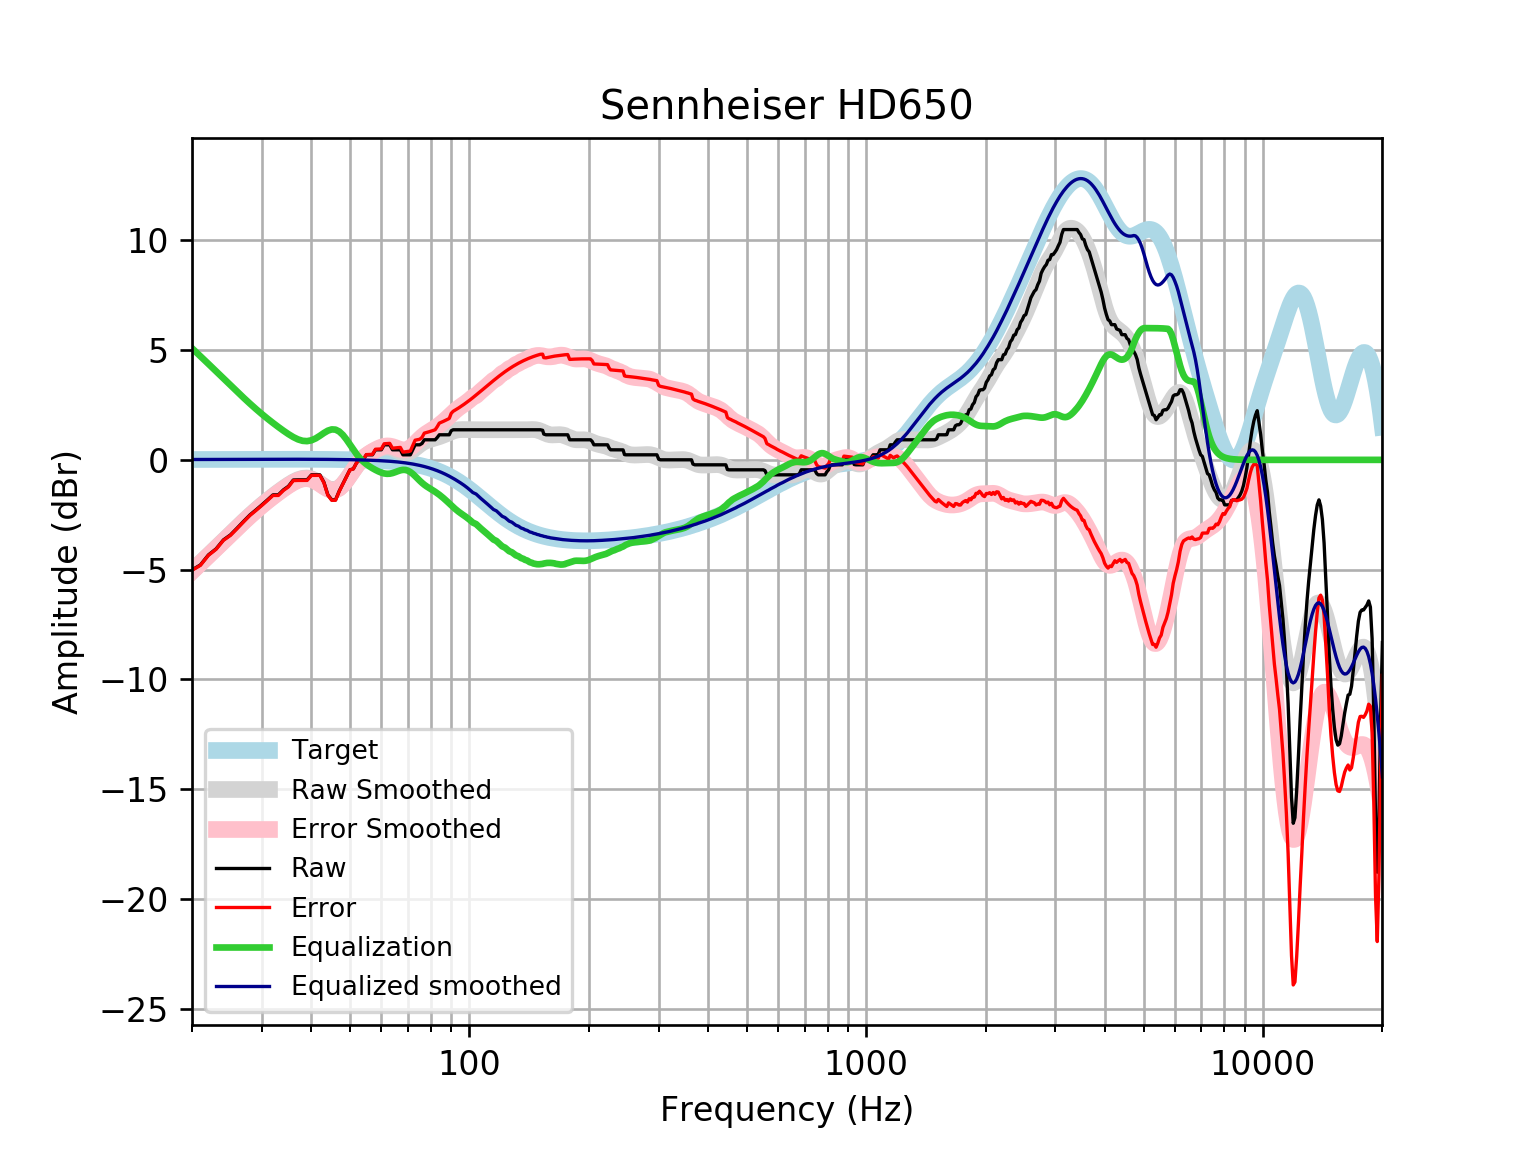 Sennheiser HD650
Amplitude (dBr)
10
5
0
−5
−10
−15
−20
−25
Target
Raw Smoothed
Error Smoothed
Raw
Error
Equalization
Equalized smoothed
100
1000
10000
Frequency (Hz)